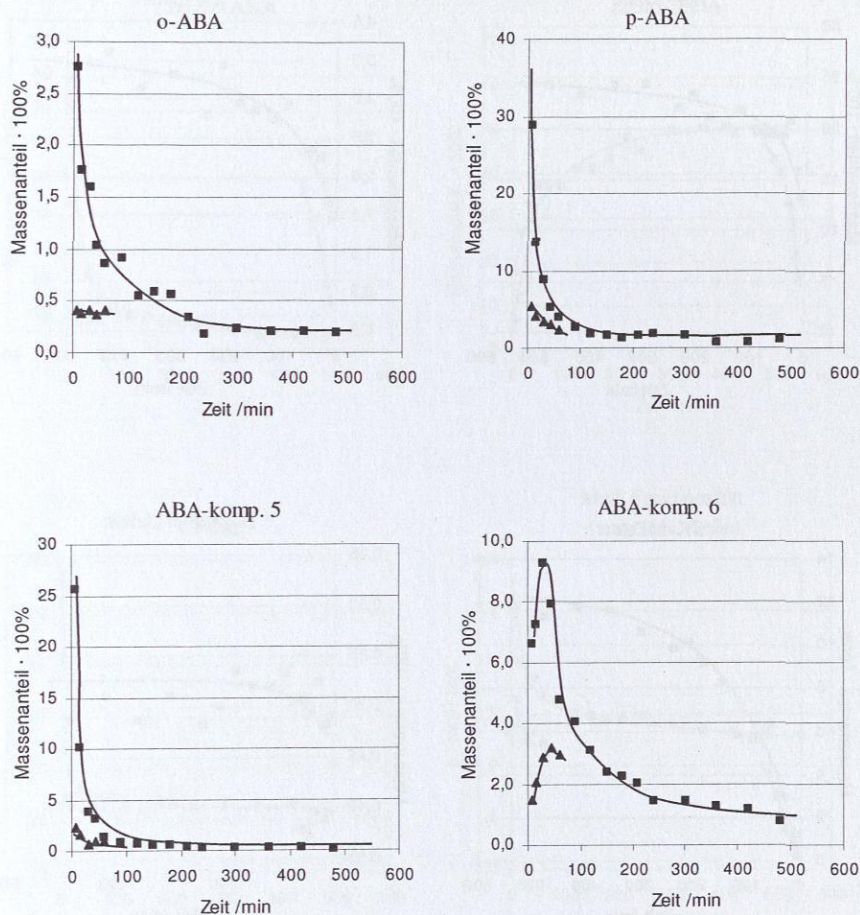 o-ABA
3,0
2,5
2,0
1,5
1,0
0,5
0,0
Massenanteil · 100%
0 100 200 300 400 500 600
Zeit /min
p-ABA
40
30
20
10
0
Massenanteil · 100%
0 100 200 300 400 500 600
Zeit /min
ABA-komp. 5
30
25
20
15
10
5
0
Massenanteil · 100%
0 100 200 300 400 500 600
Zeit /min
ABA-komp. 6
10,0
8,0
6,0
4,0
2,0
0,0
Massenanteil · 100%
0 100 200 300 400 500 600
Zeit /min